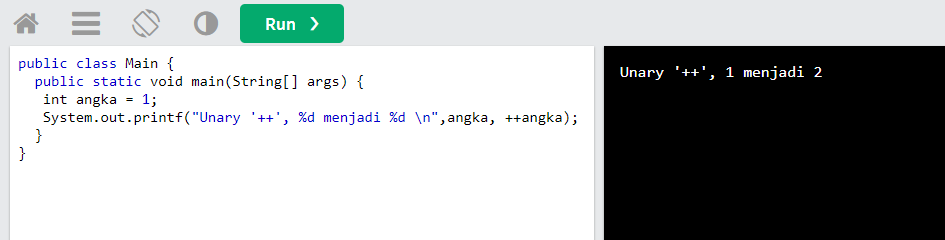 Run ❯
public class Main {
  public static void main(String[] args) {
   int angka = 1;
   System.out.printf("Unary '++', %d menjadi %d \n",angka, ++angka);
  }
}
Unary '++', 1 menjadi 2